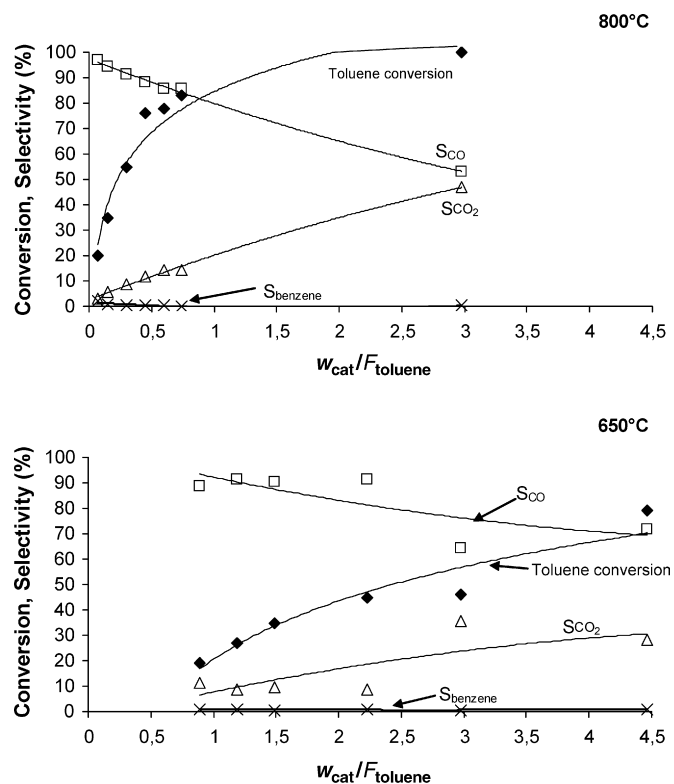 800°C
Conversion, Selectivity (%)
100
90
80
70
60
50
40
30
20
10
0
Toluene conversion
SCO
SCO2
Sbenzene
0 0,5 1 1,5 2 2,5 3 3,5 4 4,5
wcat/Ftoluene
650°C
Conversion, Selectivity (%)
100
90
80
70
60
50
40
30
20
10
0
SCO
Toluene conversion
SCO2
Sbenzene
0 0,5 1 1,5 2 2,5 3 3,5 4 4,5
wcat/Ftoluene